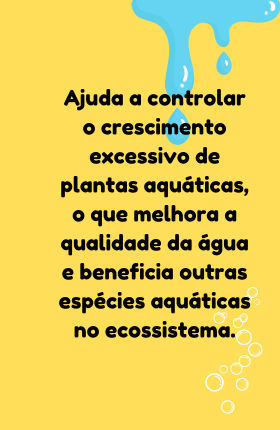 Ajuda a controlar
o crescimento
excessivo de
plantas aquáticas,
o que melhora a
qualidade da água
e beneficia outras
espécies aquáticas
no ecossistema.